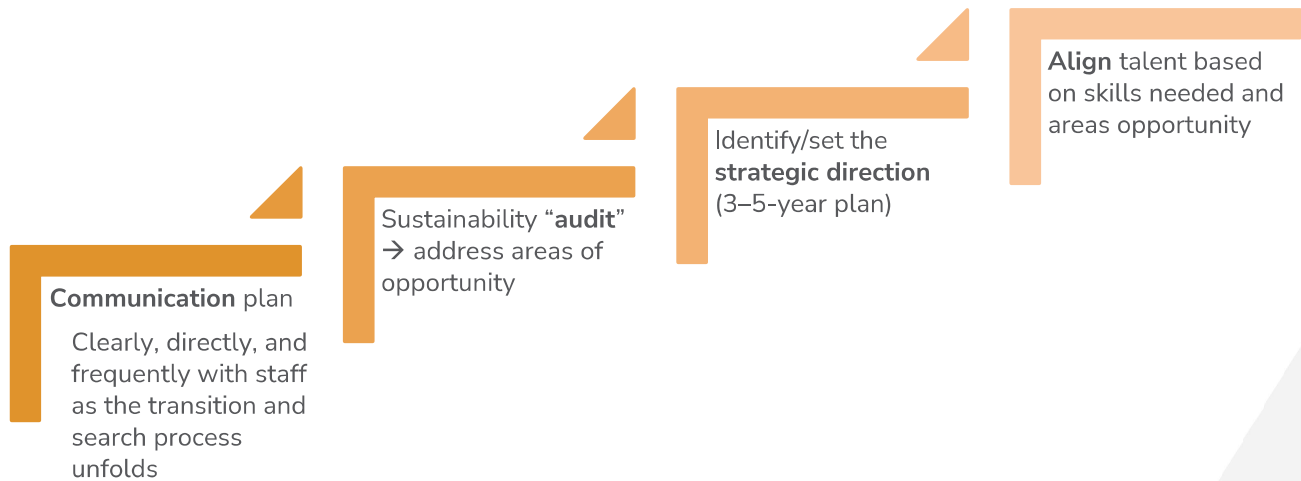 Communication plan
Clearly, directly, and
frequently with staff
as the transition and
search process
unfolds
Sustainability “audit”
→ address areas of
opportunity
Identify/set the
strategic direction
(3–5-year plan)
Align talent based
on skills needed and
areas opportunity